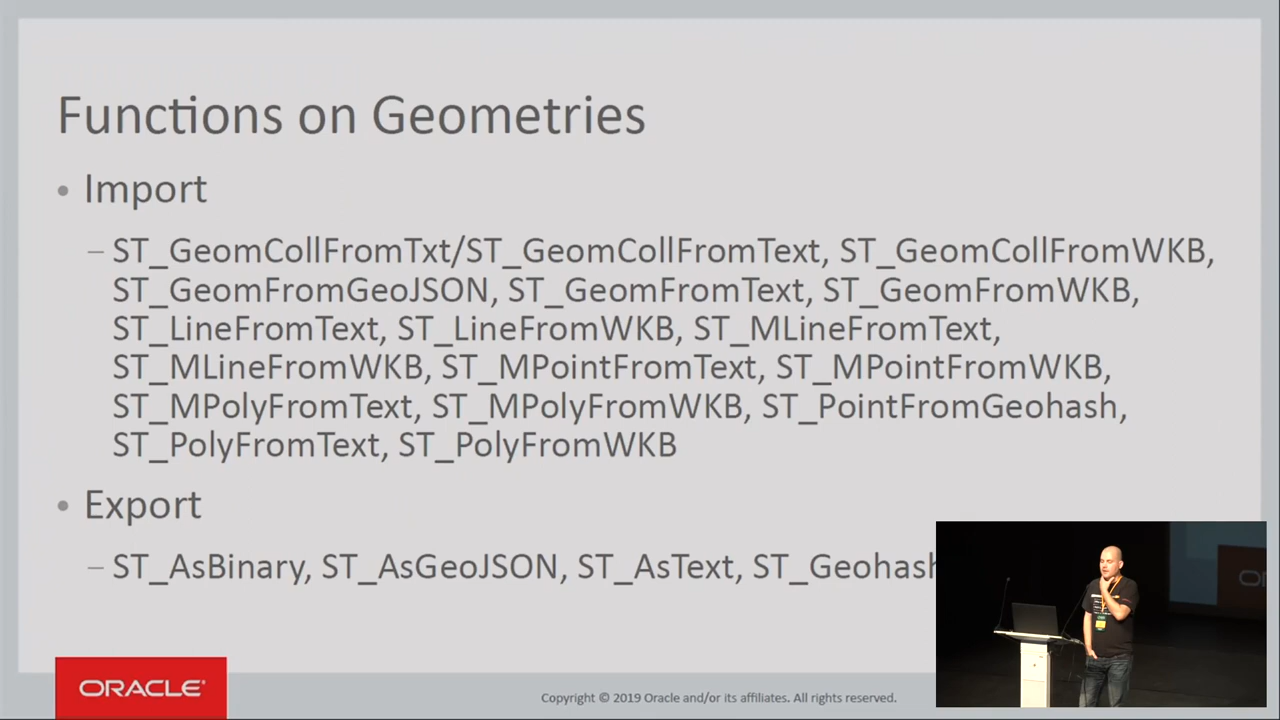 Functions on Geometries
• Import
– ST_GeomCollFromTxt/ST_GeomCollFromText, ST_GeomCollFromWKB,
ST_GeomFromGeoJSON, ST_GeomFromText, ST_GeomFromWKB,
ST_LineFromText, ST_LineFromWKB, ST_MLineFromText,
ST_MLineFromWKB, ST_MPointFromText, ST_MPointFromWKB,
ST_MPolyFromText, ST_MPolyFromWKB, ST_PointFromGeohash,
ST_PolyFromText, ST_PolyFromWKB
• Export
– ST_AsBinary, ST_AsGeoJSON, ST_AsText, ST_Geohash
ORACLE®
Copyright © 2019 Oracle and/or its affiliates. All rights reserved.